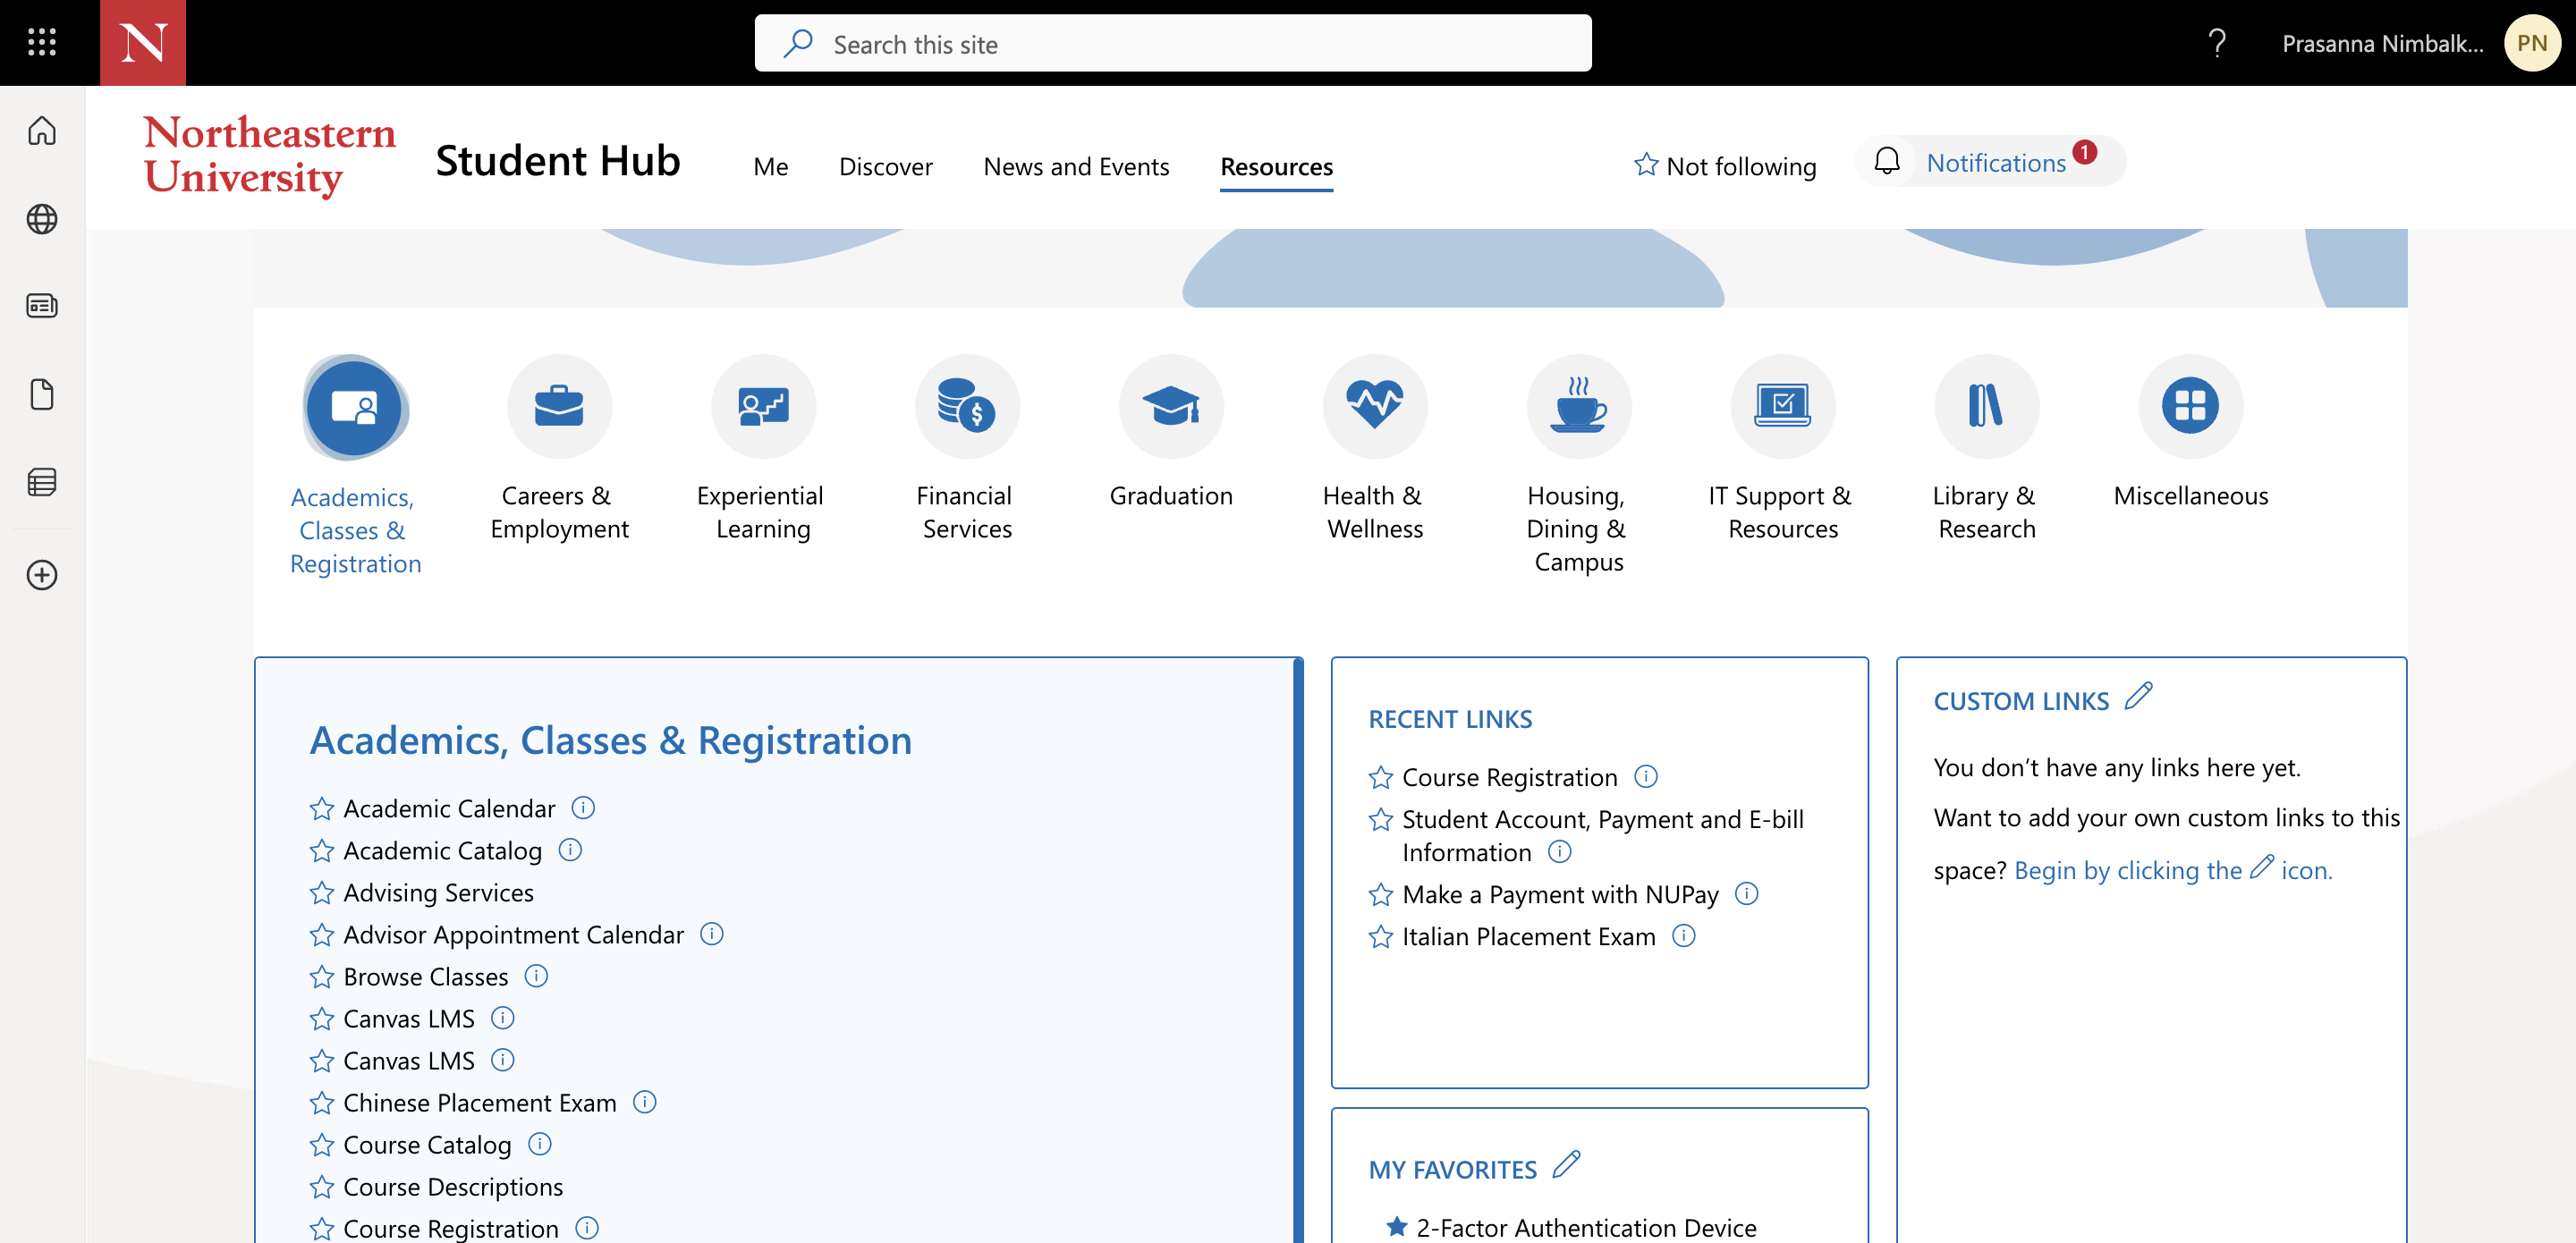 N
Search this site
?
Prasanna Nimbalk...
PN
Northeastern
University
Student Hub
Me
Discover
News and Events
Resources
Not following
Notifications
1
Academics,
Classes &
Registration
Careers &
Employment
Experiential
Learning
Financial
Services
Graduation
Health &
Wellness
Housing,
Dining &
Campus
IT Support &
Resources
Library &
Research
Miscellaneous
Academics, Classes & Registration
Academic Calendar
Academic Catalog
Advising Services
Advisor Appointment Calendar
Browse Classes
Canvas LMS
Canvas LMS
Chinese Placement Exam
Course Catalog
Course Descriptions
Course Registration
RECENT LINKS
Course Registration
Student Account, Payment and E-bill
Information
Make a Payment with NUPay
Italian Placement Exam
MY FAVORITES
2-Factor Authentication Device
CUSTOM LINKS
You don’t have any links here yet.
Want to add your own custom links to this
space? Begin by clicking the icon.